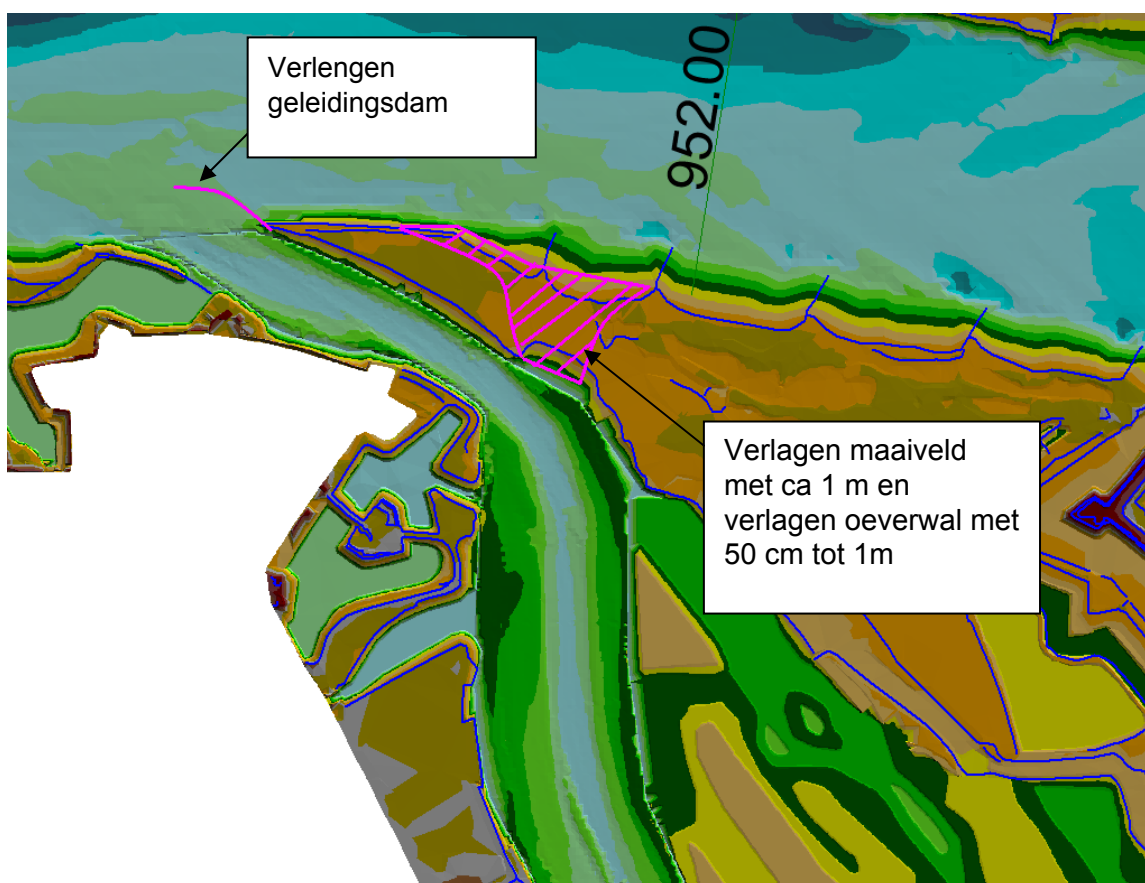 Verlengen
geleidingsdam
952.00
Verlagen maaiveld
met ca 1 m en
verlagen oeverwal met
50 cm tot 1m